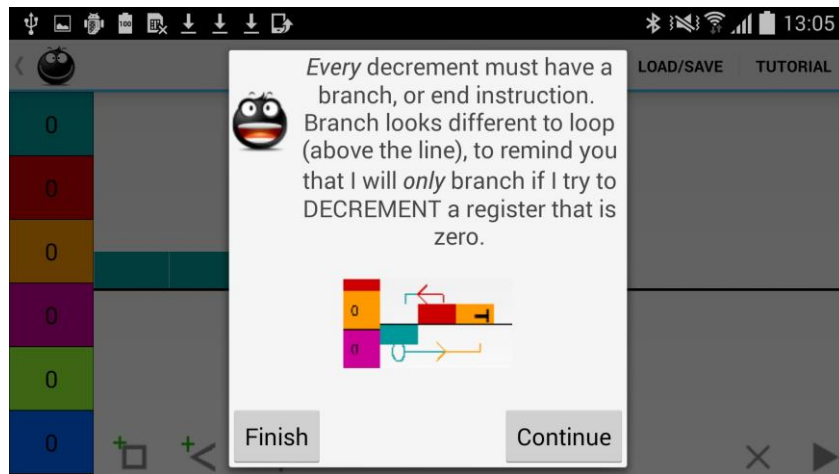 100
13:05
LOAD/SAVE TUTORIAL
Every decrement must have a
branch, or end instruction.
Branch looks different to loop
(above the line), to remind you
that I will only branch if I try to
DECREMENT a register that is
zero.
0
0
0
0
0
0
0
0
Finish
Continue